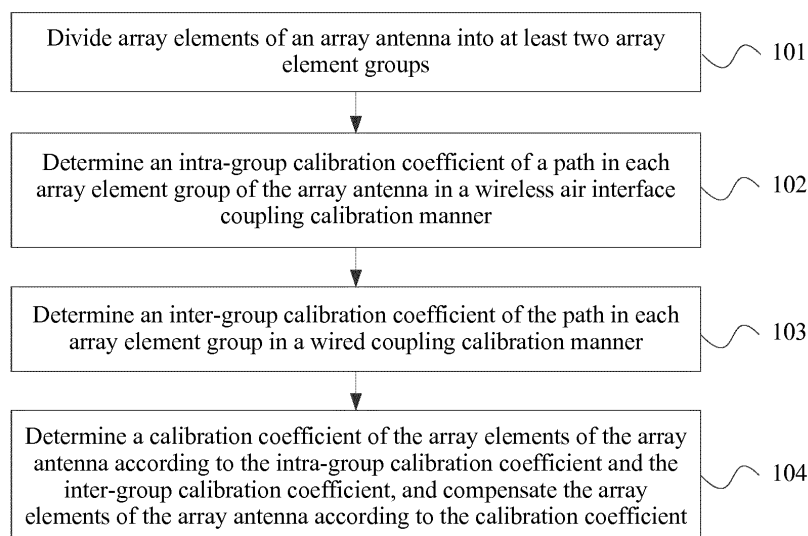 Divide array elements of an array antenna into at least two array
element groups
101
Determine an intra-group calibration coefficient of a path in each
array element group of the array antenna in a wireless air interface
coupling calibration manner
102
Determine an inter-group calibration coefficient of the path in each
array element group in a wired coupling calibration manner
103
Determine a calibration coefficient of the array elements of the array
antenna according to the intra-group calibration coefficient and the
inter-group calibration coefficient, and compensate the array
elements of the array antenna according to the calibration coefficient
104